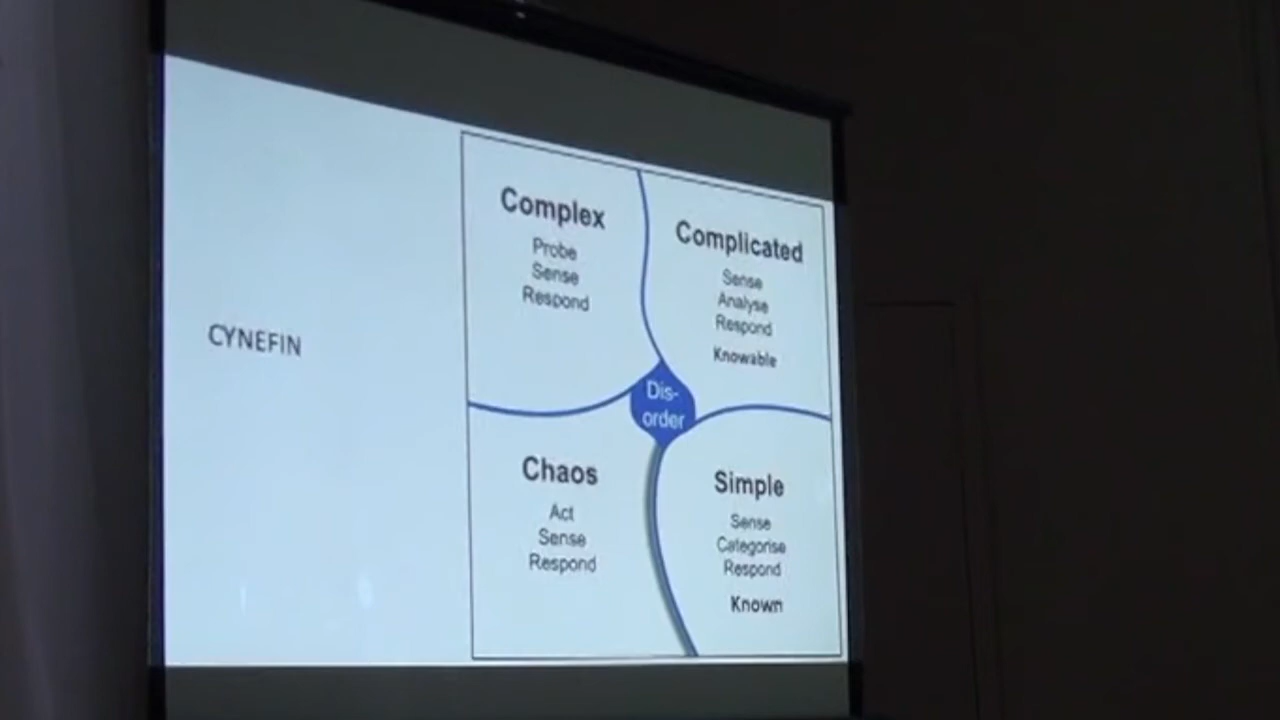 CYNEFIN
Complex
Probe
Sense
Respond
Complicated
Sense
Analyse
Respond
Knowable
Dis-
order
Chaos
Act
Sense
Respond
Simple
Sense
Categorise
Respond
Known